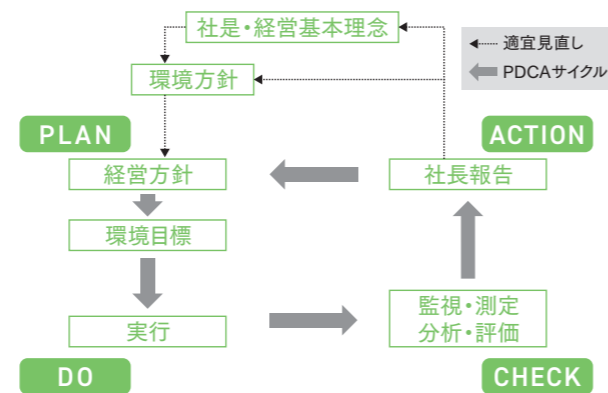 社是・経営基本理念
適宜見直し
PDCAサイクル
環境方針
PLAN
ACTION
経営方針
社長報告
環境目標
実行
監視・測定
分析・評価
DO
CHECK